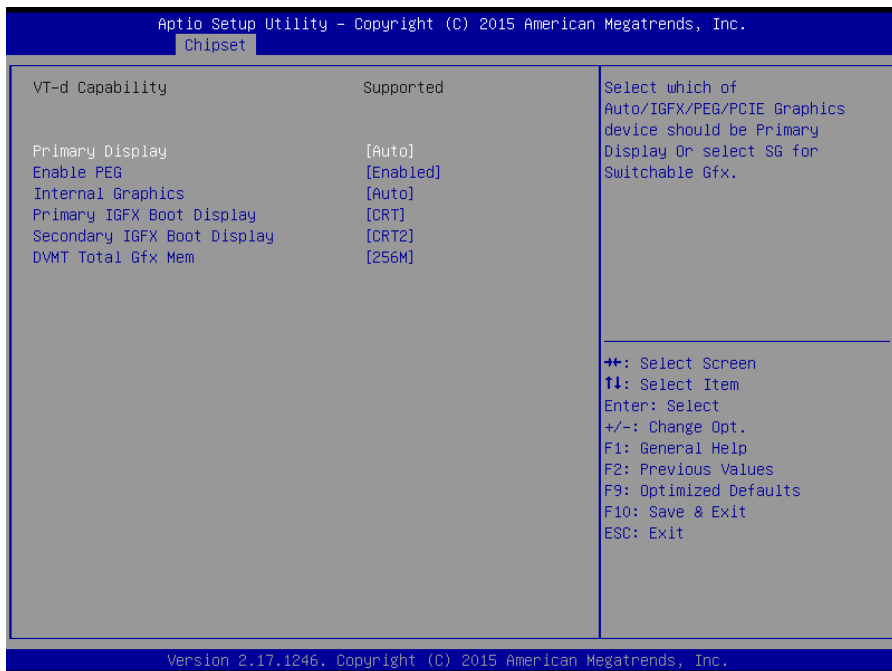 Aptio Setup Utility – Copyright (C) 2015 American Megatrends, Inc.
Chipset
VT-d Capability Supported
Primary Display [Auto]
Enable PEG [Enabled]
Internal Graphics [Auto]
Primary IGFX Boot Display [CRT]
Secondary IGFX Boot Display [CRT2]
DVMT Total Gfx Mem [256M]
Select which of
Auto/IGFX/PEG/PCIE Graphics
device should be Primary
Display Or select SG for
Switchable Gfx.
→←: Select Screen
↑↓: Select Item
Enter: Select
+/-: Change Opt.
F1: General Help
F2: Previous Values
F9: Optimized Defaults
F10: Save & Exit
ESC: Exit
Version 2.17.1246. Copyright (C) 2015 American Megatrends, Inc.